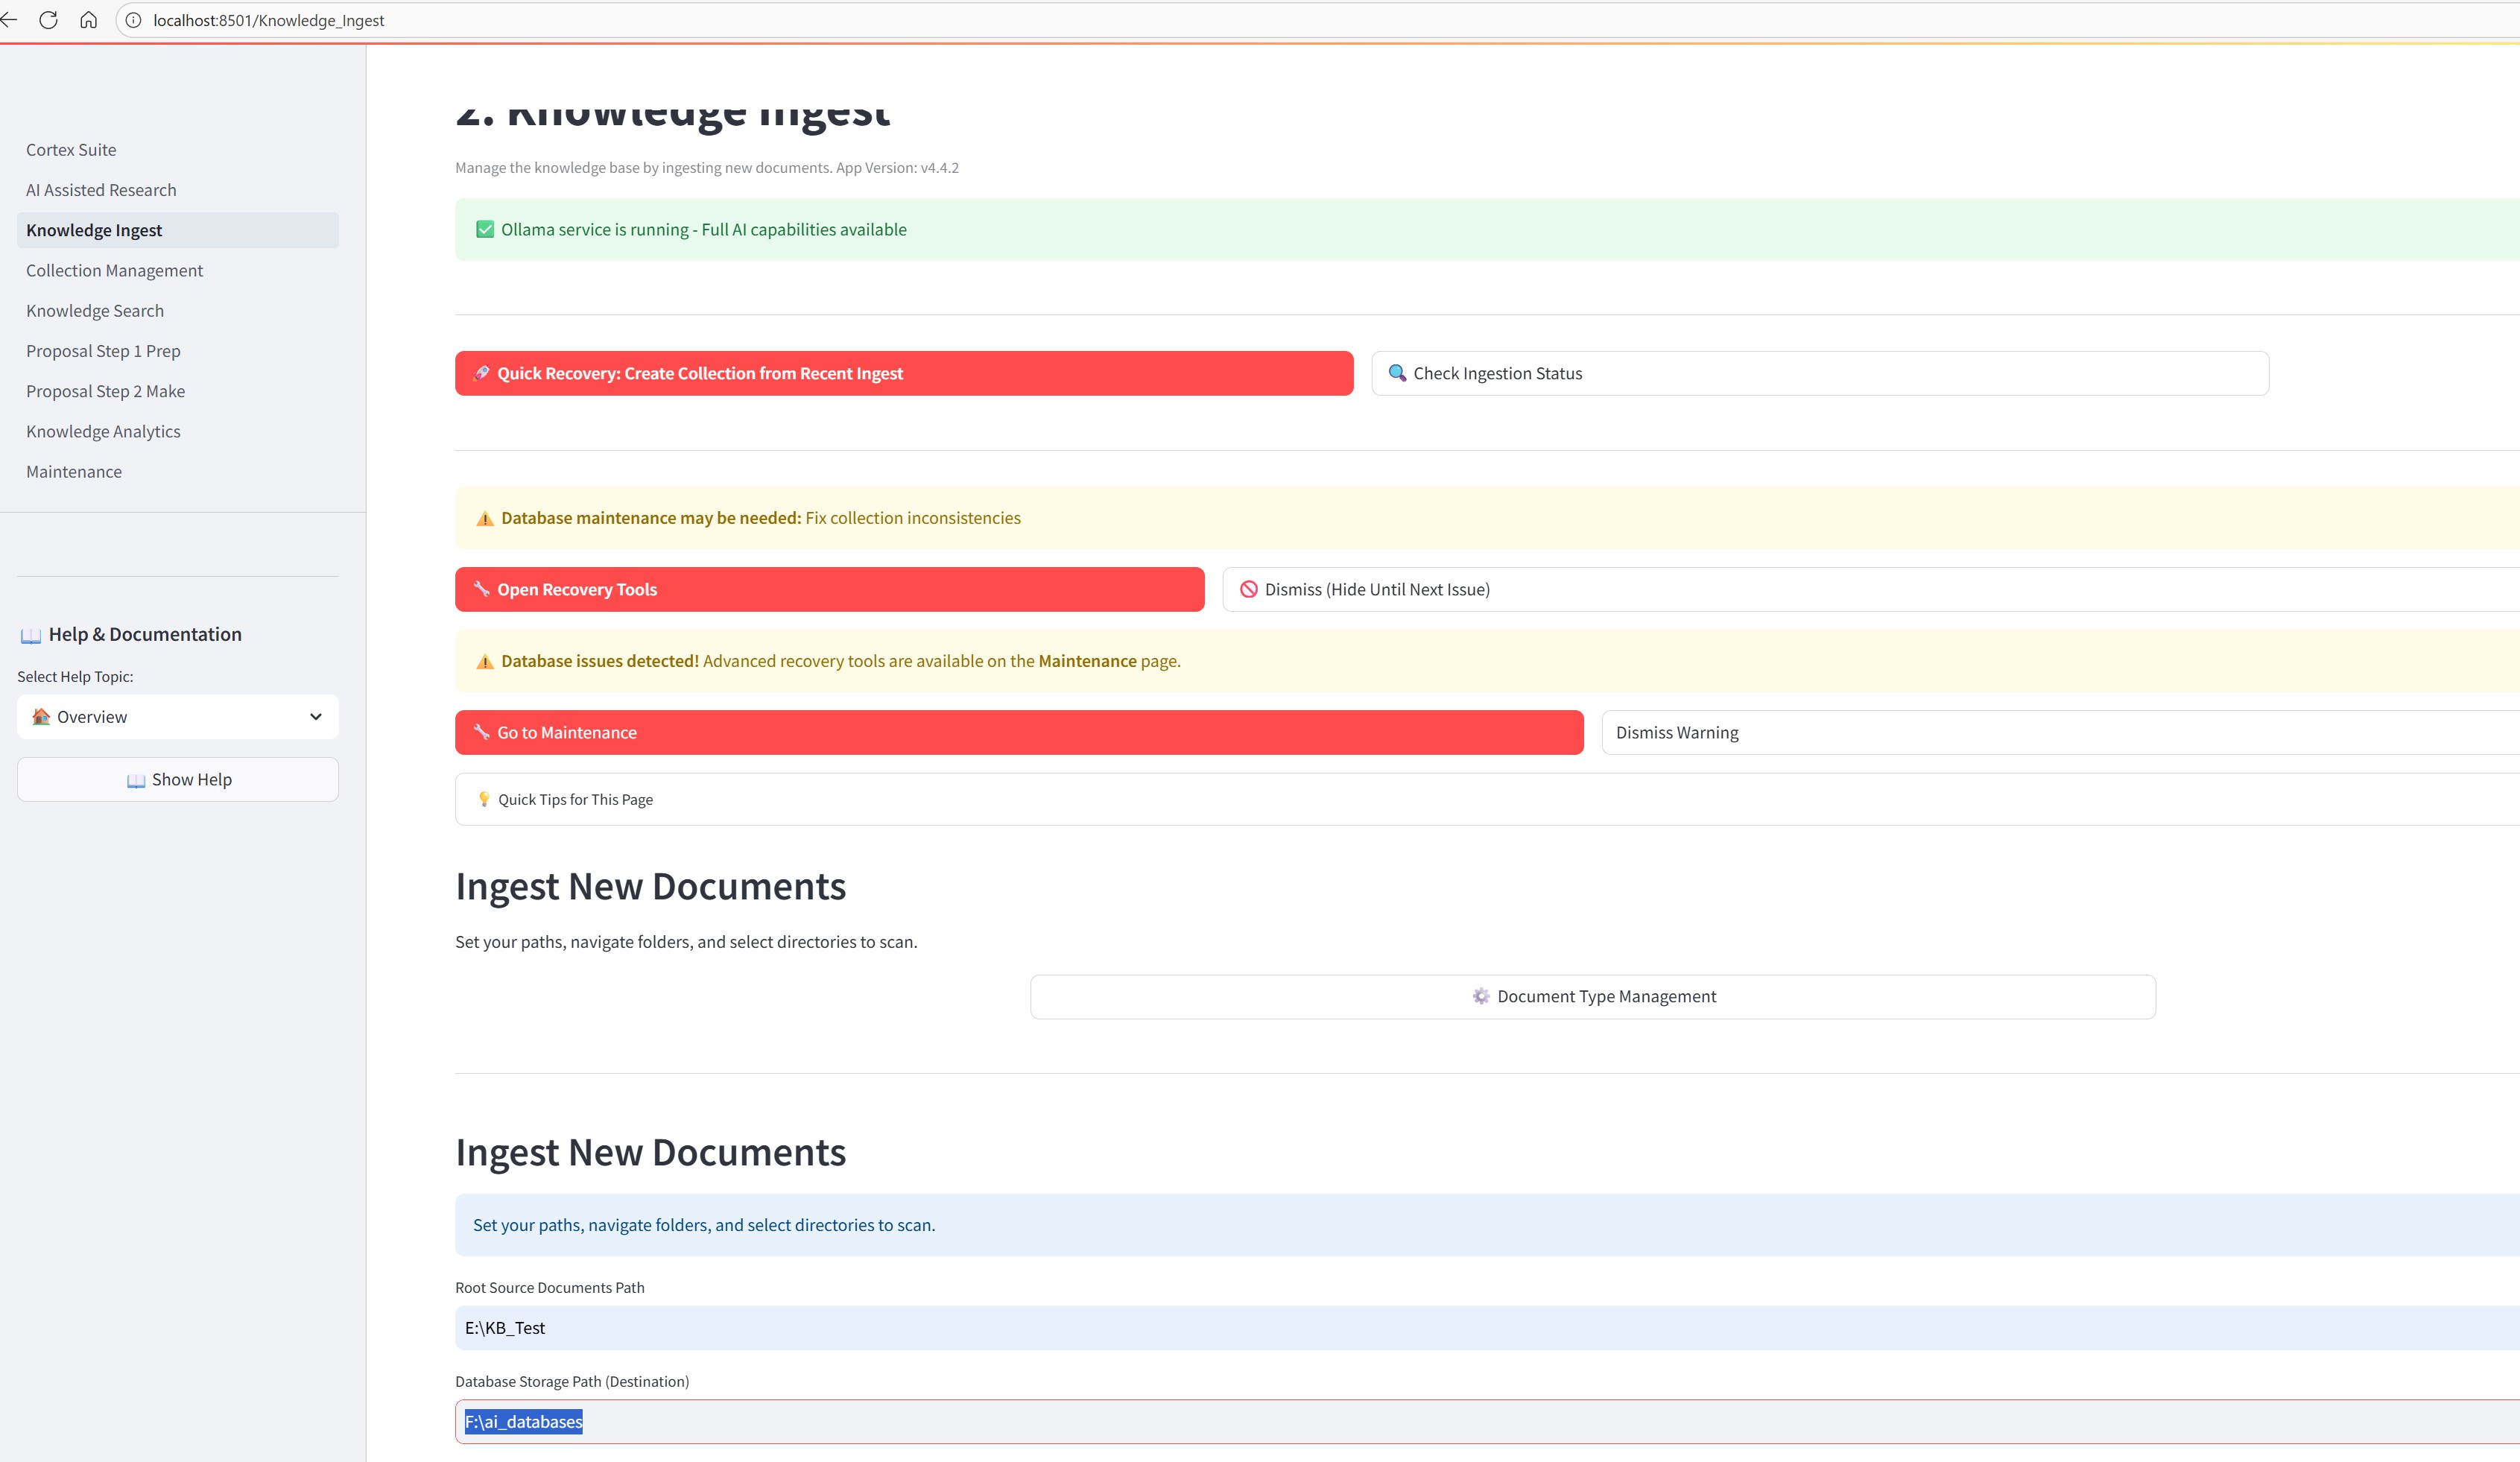 localhost:8501/Knowledge_Ingest
Cortex Suite
AI Assisted Research
Knowledge Ingest
Collection Management
Knowledge Search
Proposal Step 1 Prep
Proposal Step 2 Make
Knowledge Analytics
Maintenance
📖 Help & Documentation
Select Help Topic:
🏠 Overview
📖 Show Help
2. Knowledge Ingest
Manage the knowledge base by ingesting new documents. App Version: v4.4.2
✅ Ollama service is running - Full AI capabilities available
🚀 Quick Recovery: Create Collection from Recent Ingest
🔍 Check Ingestion Status
⚠️ Database maintenance may be needed: Fix collection inconsistencies
🔧 Open Recovery Tools
🚫 Dismiss (Hide Until Next Issue)
⚠️ Database issues detected! Advanced recovery tools are available on the Maintenance page.
🔧 Go to Maintenance
Dismiss Warning
💡 Quick Tips for This Page
Ingest New Documents
Set your paths, navigate folders, and select directories to scan.
⚙️ Document Type Management
Ingest New Documents
Set your paths, navigate folders, and select directories to scan.
Root Source Documents Path
E:\KB_Test
Database Storage Path (Destination)
F:\ai_databases